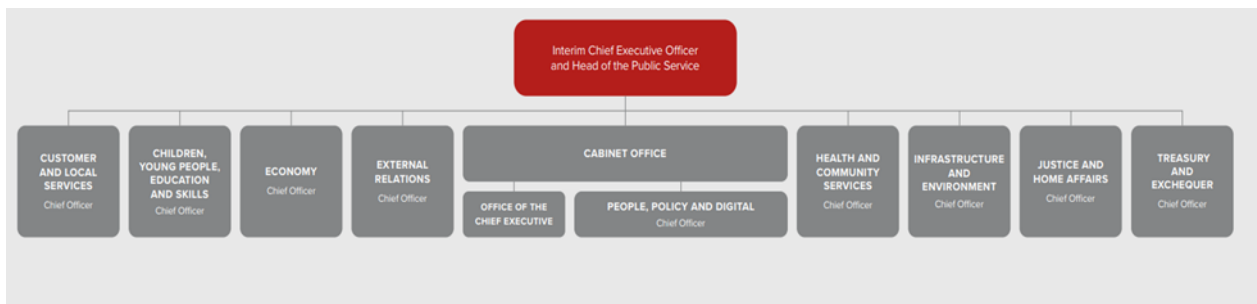 Interim Chief Executive Officer
and Head of the Public Service
CUSTOMER
AND LOCAL
SERVICES
Chief Officer
CHILDREN,
YOUNG PEOPLE,
EDUCATION
AND SKILLS
Chief Officer
ECONOMY
Chief Officer
EXTERNAL
RELATIONS
Chief Officer
CABINET OFFICE
OFFICE OF THE
CHIEF EXECUTIVE
PEOPLE, POLICY AND DIGITAL
Chief Officer
HEALTH AND
COMMUNITY
SERVICES
Chief Officer
INFRASTRUCTURE
AND
ENVIRONMENT
Chief Officer
JUSTICE AND
HOME AFFAIRS
Chief Officer
TREASURY
AND
EXCHEQUER
Chief Officer